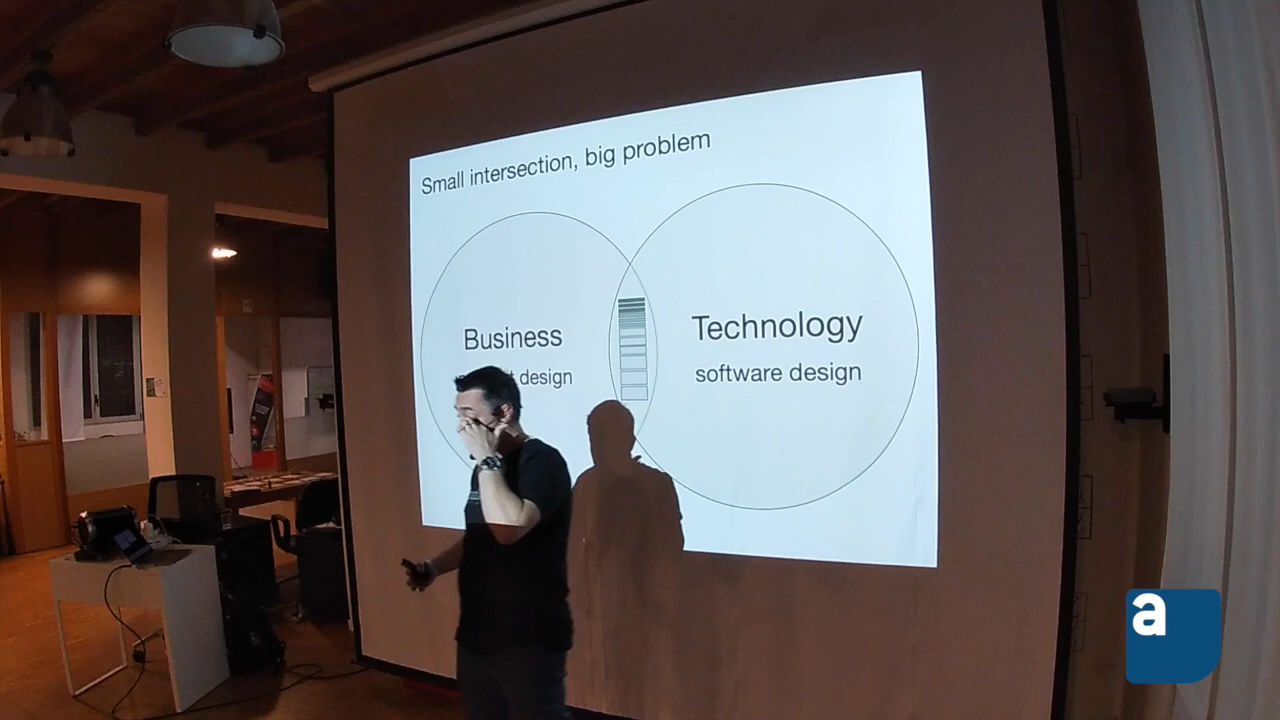 Small intersection, big problem
Business
design
Technology
software design
a